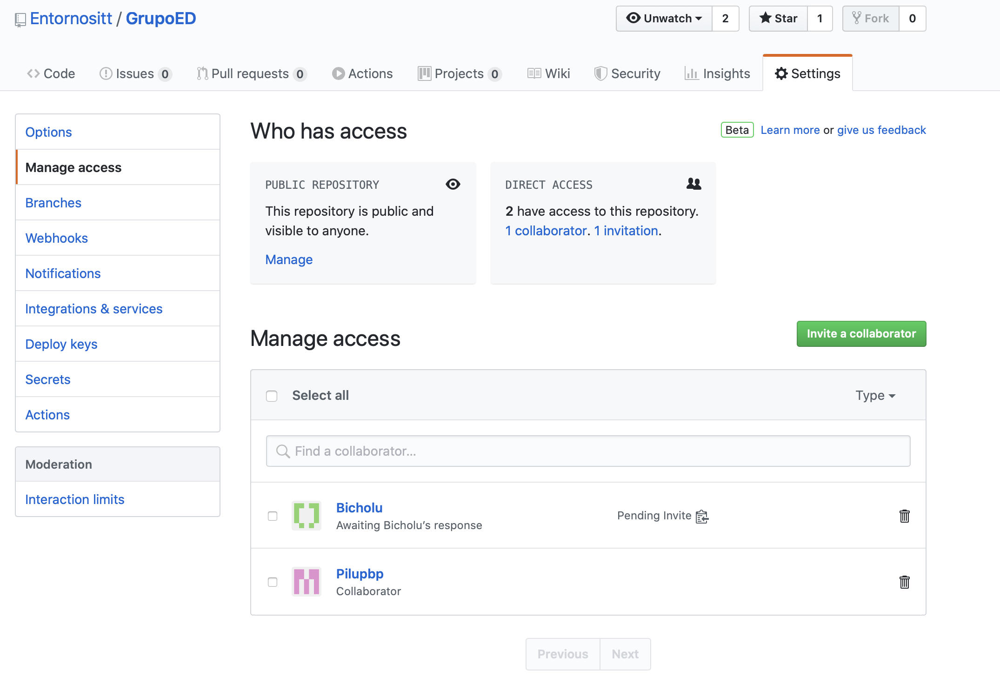 Entornositt / GrupoED
Unwatch 2 Star 1 Fork 0
Code Issues 0 Pull requests 0 Actions Projects 0 Wiki Security Insights Settings
Options
Manage access
Branches
Webhooks
Notifications
Integrations & services
Deploy keys
Secrets
Actions
Moderation
Interaction limits
Who has access
Beta Learn more or give us feedback
PUBLIC REPOSITORY
This repository is public and
visible to anyone.
Manage
DIRECT ACCESS
2 have access to this repository.
1 collaborator. 1 invitation.
Manage access
Invite a collaborator
Select all Type
Find a collaborator...
Bicholu
Awaiting Bicholu’s response
Pending Invite
Pilupbp
Collaborator
Previous Next